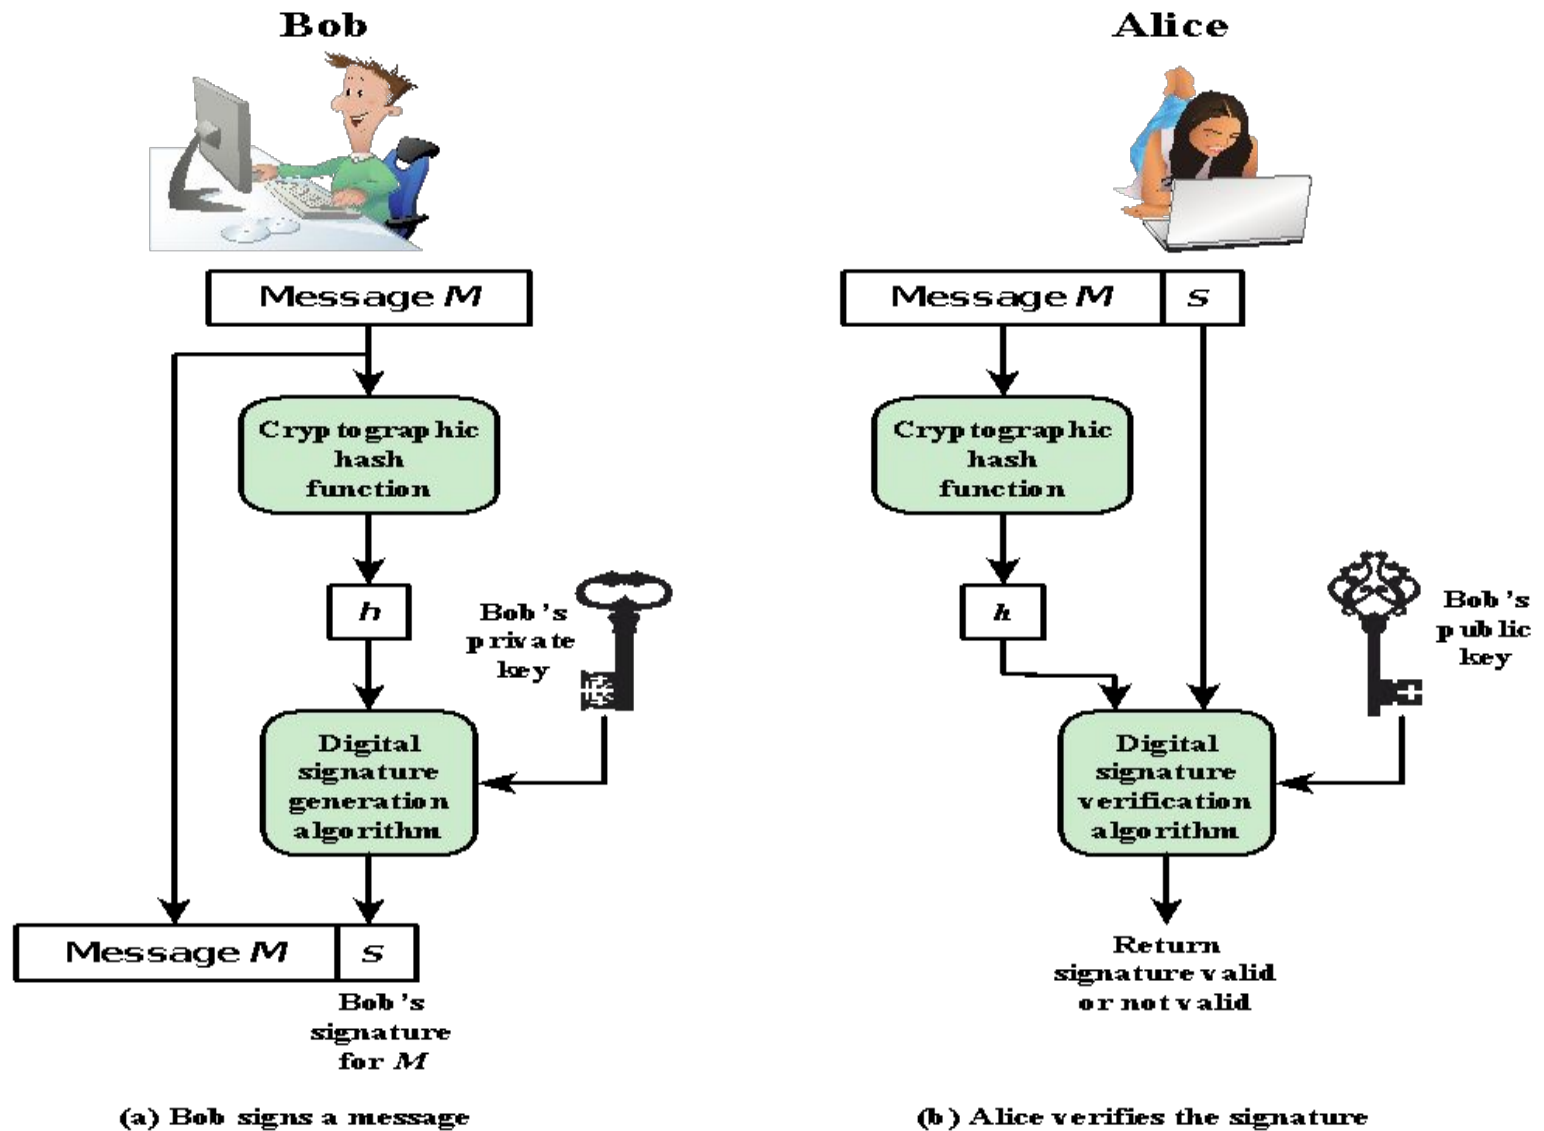 Bob
Message M
Cryptographic
hash
function
h
Bob's
private
key
Digital
signature
generation
algorithm
Message M
S
Bob's
signature
for M
(a) Bob signs a message
Alice
Message M
S
Cryptographic
hash
function
h
Bob's
public
key
Digital
signature
verification
algorithm
Return
signature valid
or not valid
(b) Alice verifies the signature